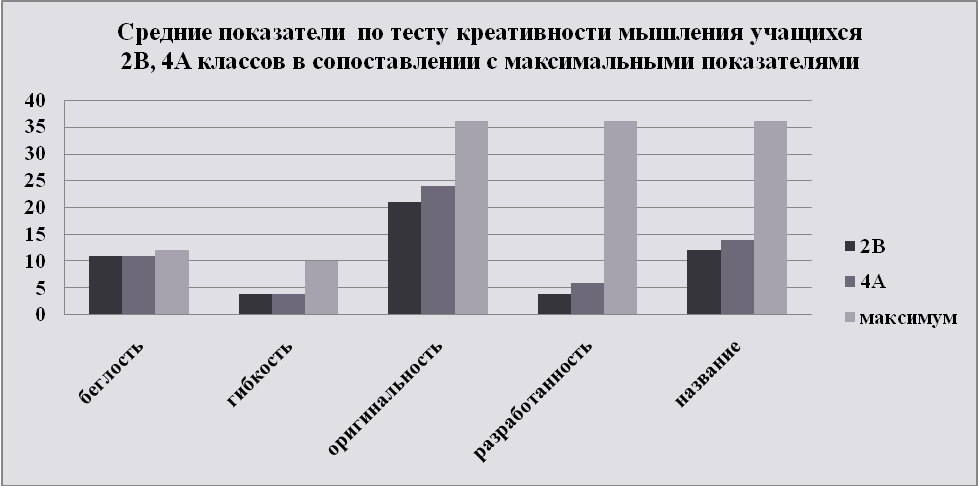 Средние показатели по тесту креативности мышления учащихся
2В, 4А классов в сопоставлении с максимальными показателями
40
35
30
25
20
15
10
5
0
беглость
гибкость
оригинальность
разработанность
название
2В
4А
максимум